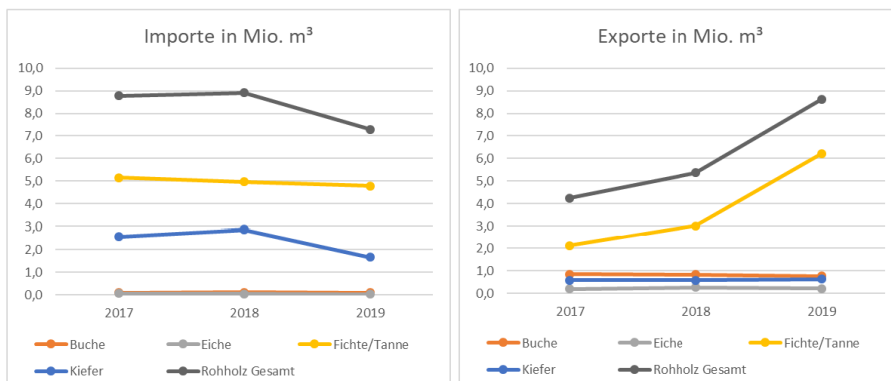 Importe in Mio. m³
10,0
9,0
8,0
7,0
6,0
5,0
4,0
3,0
2,0
1,0
0,0
2017 2018 2019
Buche Eiche Fichte/Tanne
Kiefer Rohholz Gesamt
Exporte in Mio. m³
10,0
9,0
8,0
7,0
6,0
5,0
4,0
3,0
2,0
1,0
0,0
2017 2018 2019
Buche Eiche Fichte/Tanne
Kiefer Rohholz Gesamt